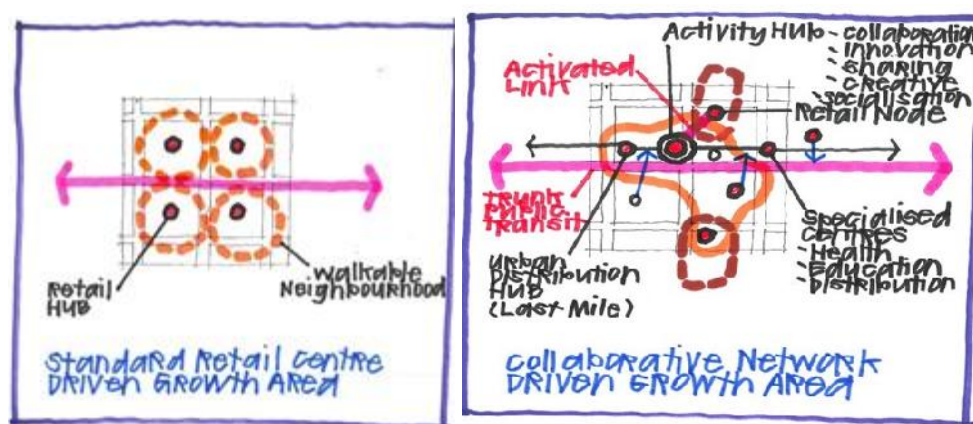 RETAIL
HUB
WALKABLE
NEIGHBOURHOOD
STANDARD RETAIL CENTRE
DRIVEN GROWTH AREA
ACTIVITY HUB
- COLLABORATION
- INNOVATION
- SHARING
- CREATIVE
- SOCIALISATION
ACTIVATED
LINK
RETAIL NODE
TRUNK
PUBLIC
TRANSIT
URBAN
DISTRIBUTION
HUB
(LAST MILE)
SPECIALISED
CENTRES
- HEALTH
- EDUCATION
- DISTRIBUTION
COLLABORATIVE NETWORK
DRIVEN GROWTH AREA